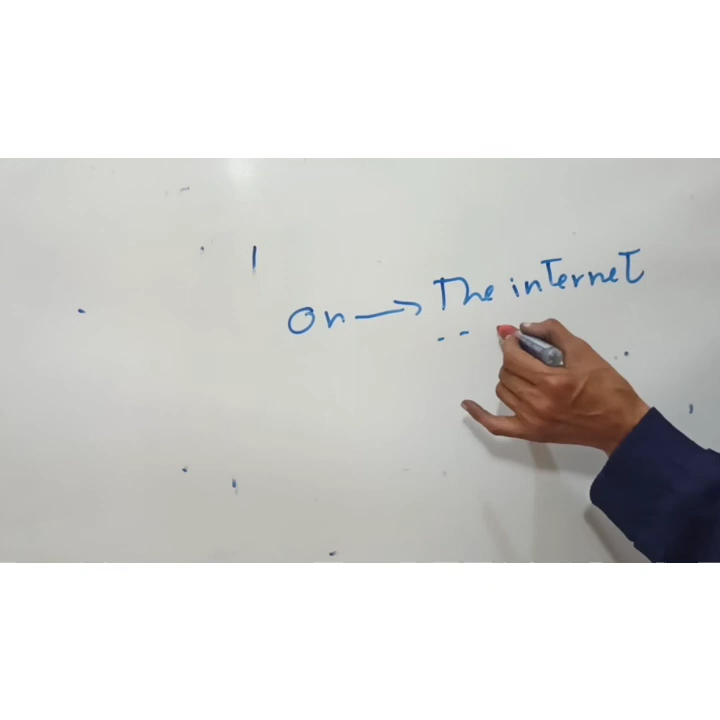 On → The internet